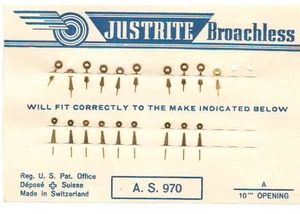 JUSTRITE Broachless
WILL FIT CORRECTLY TO THE MAKE INDICATED BELOW
Reg. U. S. Pat. Office
Déposé + Suisse
Made in Switzerland
A. S. 970
A
10''' OPENING